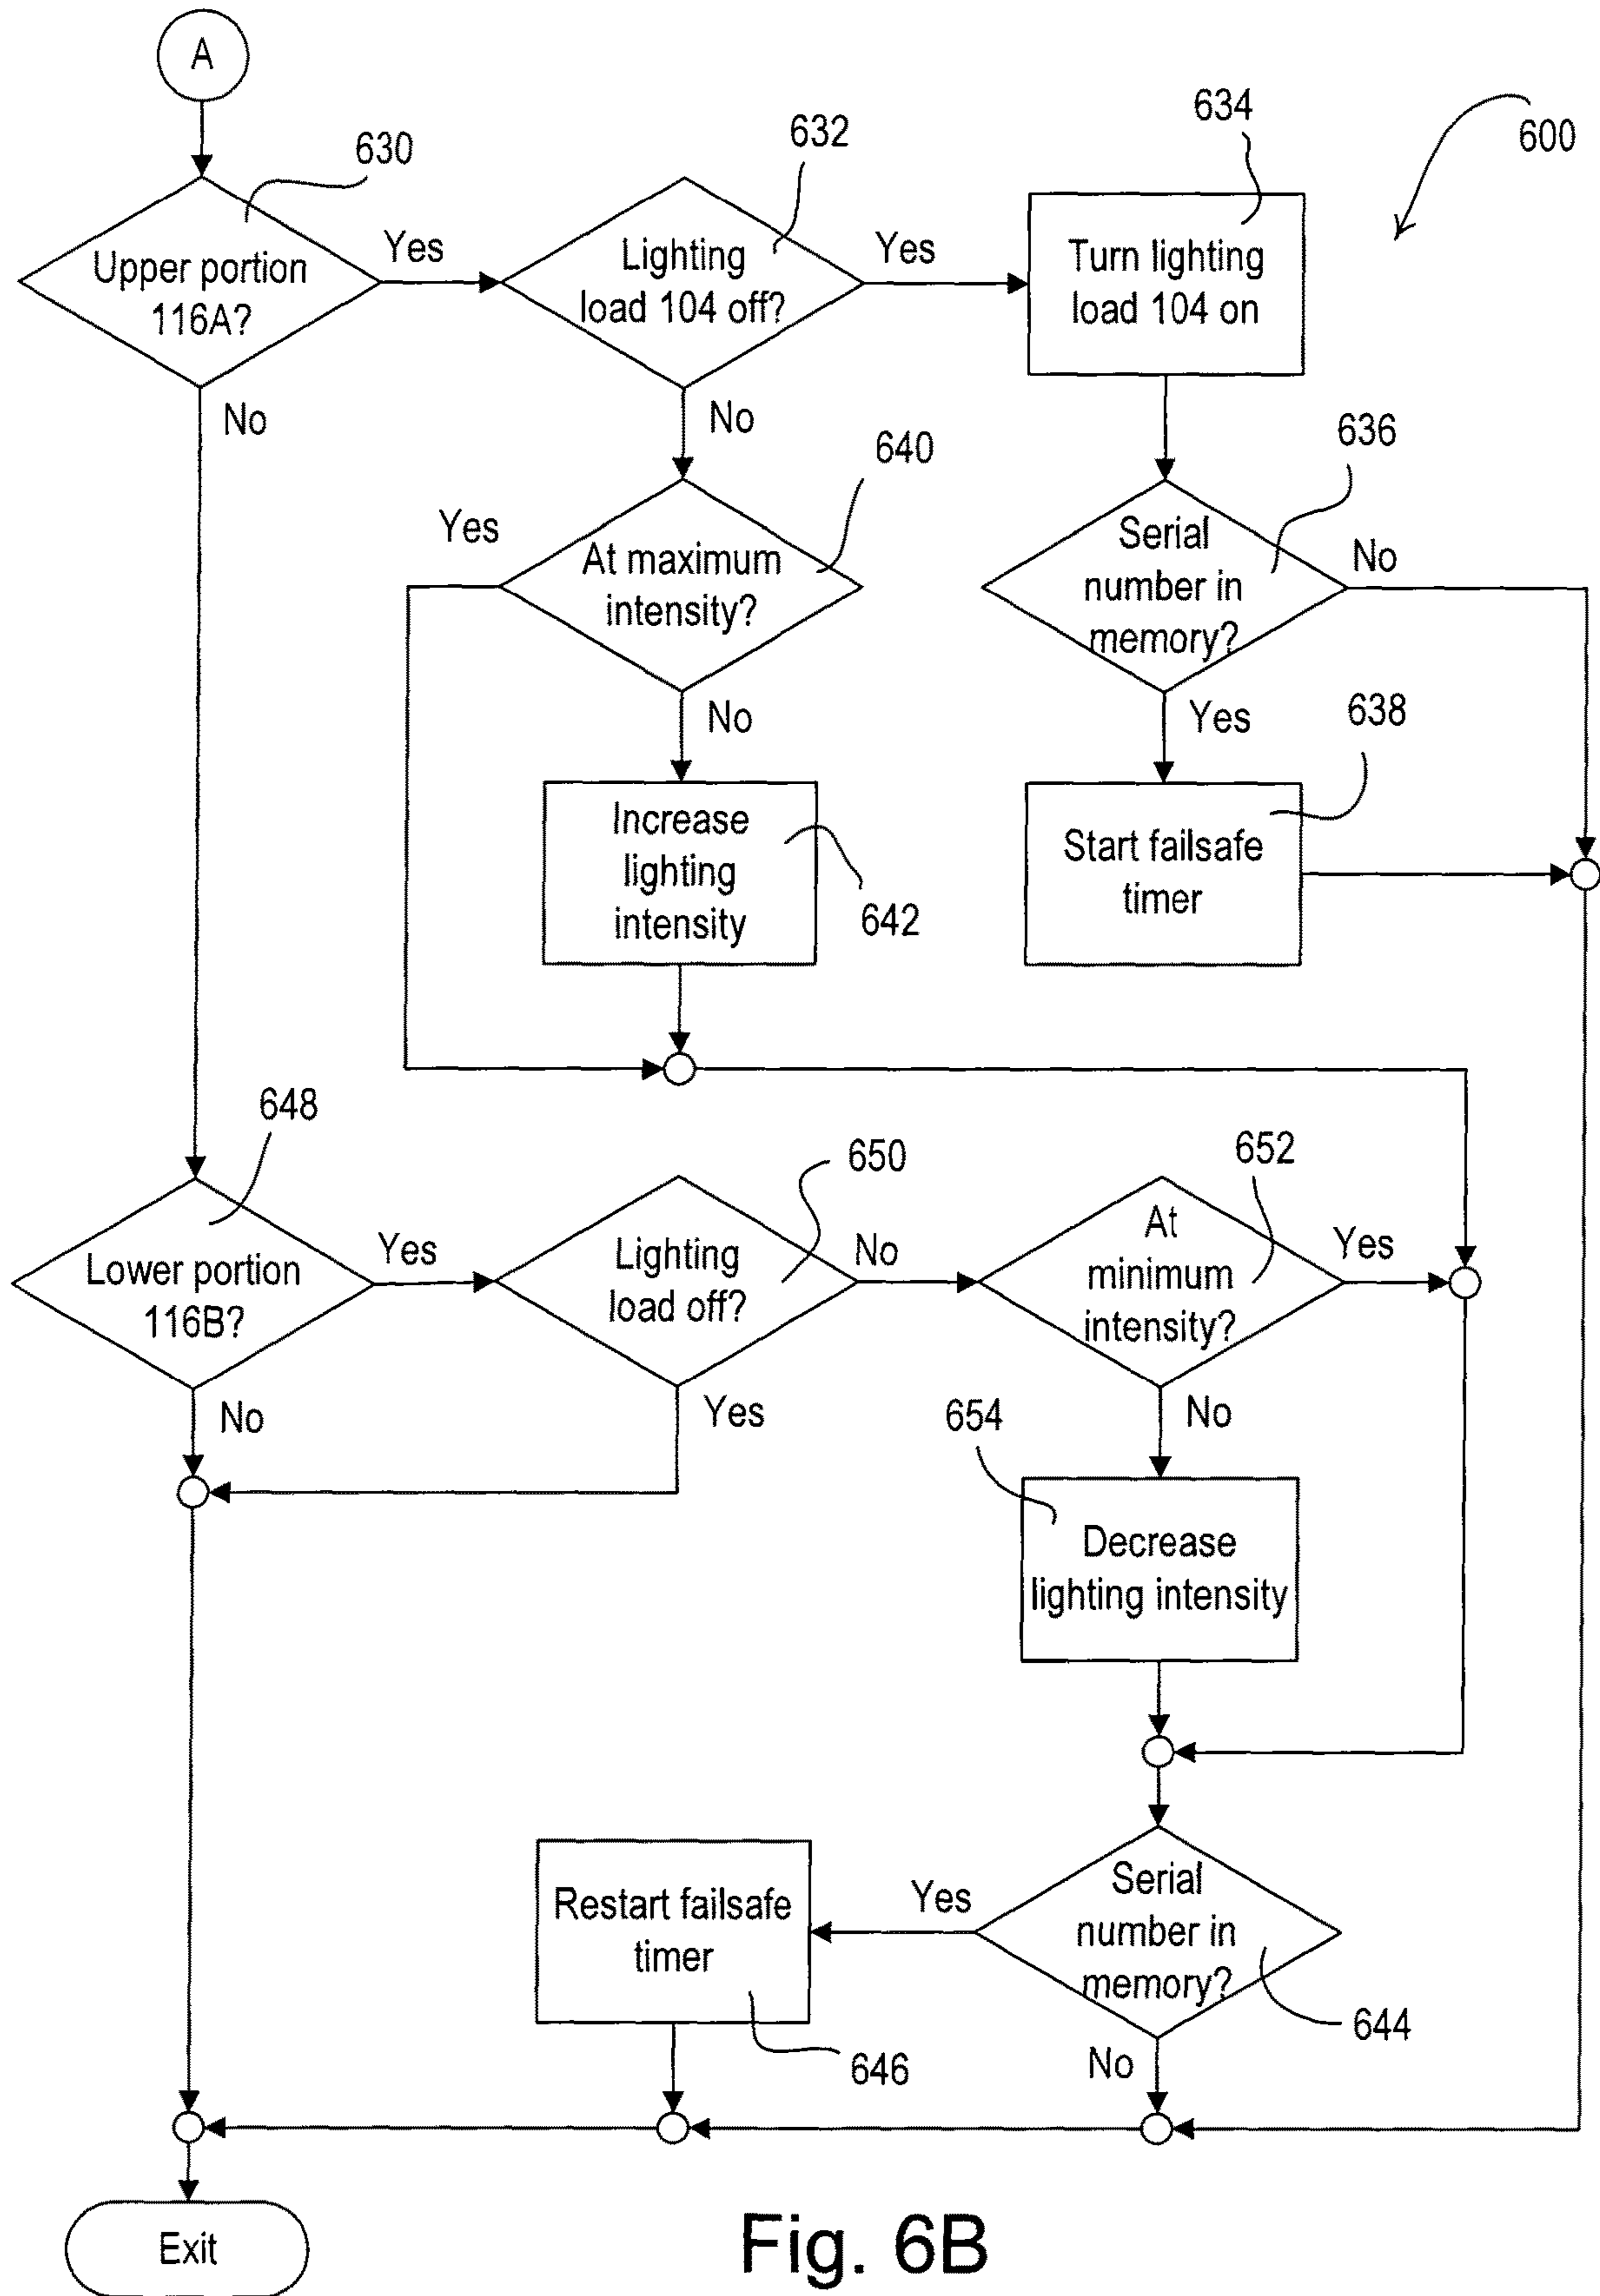 A
630
632
634
600
Upper portion
116A?
Yes
Lighting
load 104 off?
Yes
Turn lighting
load 104 on
No
No
640
636
Yes
At maximum
intensity?
Serial
number in
memory?
No
No
Yes
638
Increase
lighting
intensity
642
Start failsafe
timer
648
650
652
Lower portion
116B?
Yes
Lighting
load off?
No
At
minimum
intensity?
Yes
No
Yes
No
654
Decrease
lighting intensity
Restart failsafe
timer
Yes
Serial
number in
memory?
644
646
No
Exit
Fig. 6B